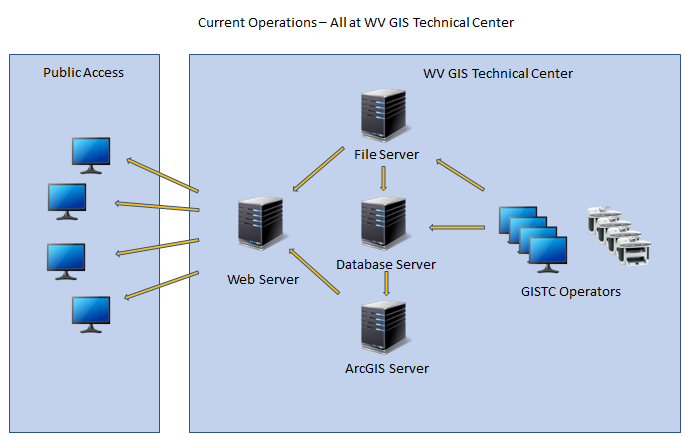 Current Operations – All at WV GIS Technical Center
Public Access
WV GIS Technical Center
File Server
Web Server
Database Server
GISTC Operators
ArcGIS Server